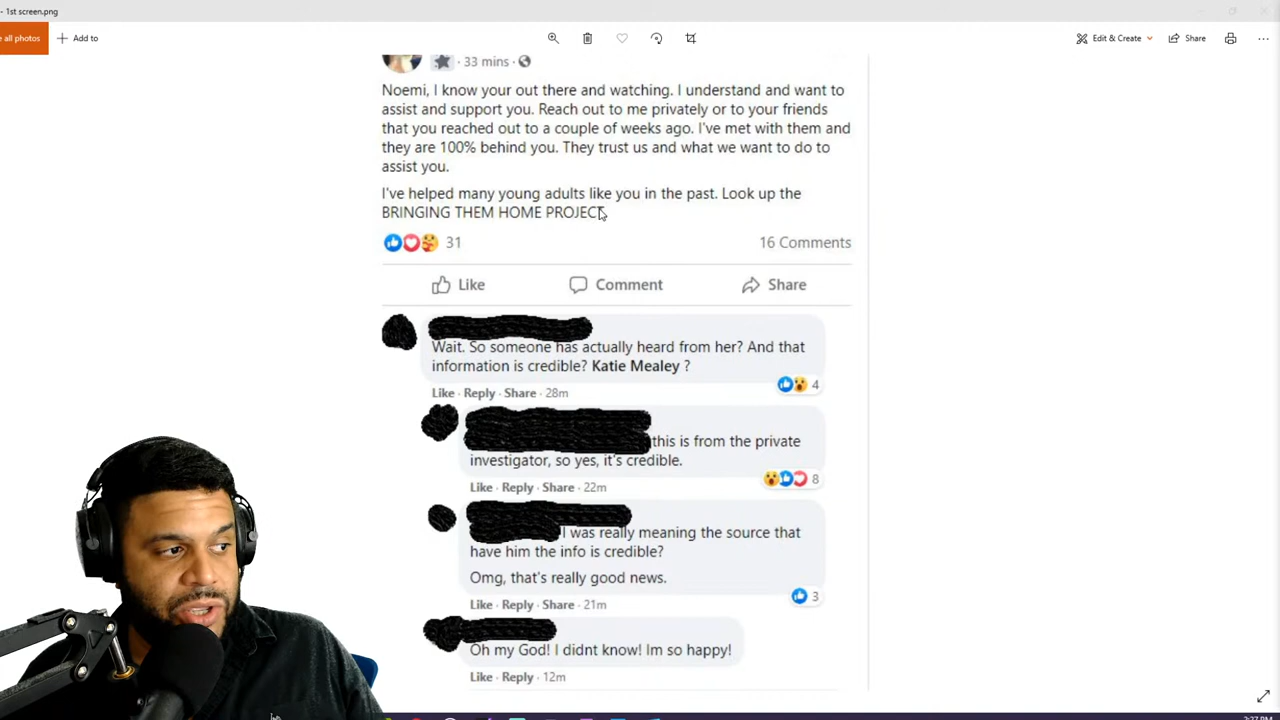 - 1st screen.png
e all photos
Add to
Edit & Create
Share
33 mins ·
Noemi, I know your out there and watching. I understand and want to
assist and support you. Reach out to me privately or to your friends
that you reached out to a couple of weeks ago. I've met with them and
they are 100% behind you. They trust us and what we want to do to
assist you.
I've helped many young adults like you in the past. Look up the
BRINGING THEM HOME PROJECT
31
16 Comments
Like
Comment
Share
Wait. So someone has actually heard from her? And that
information is credible? Katie Mealey ?
4
Like · Reply · Share · 28m
this is from the private
investigator, so yes, it's credible.
8
Like · Reply · Share · 22m
I was really meaning the source that
have him the info is credible?
Omg, that's really good news.
3
Like · Reply · Share · 21m
Oh my God! I didnt know! Im so happy!
Like · Reply · 12m